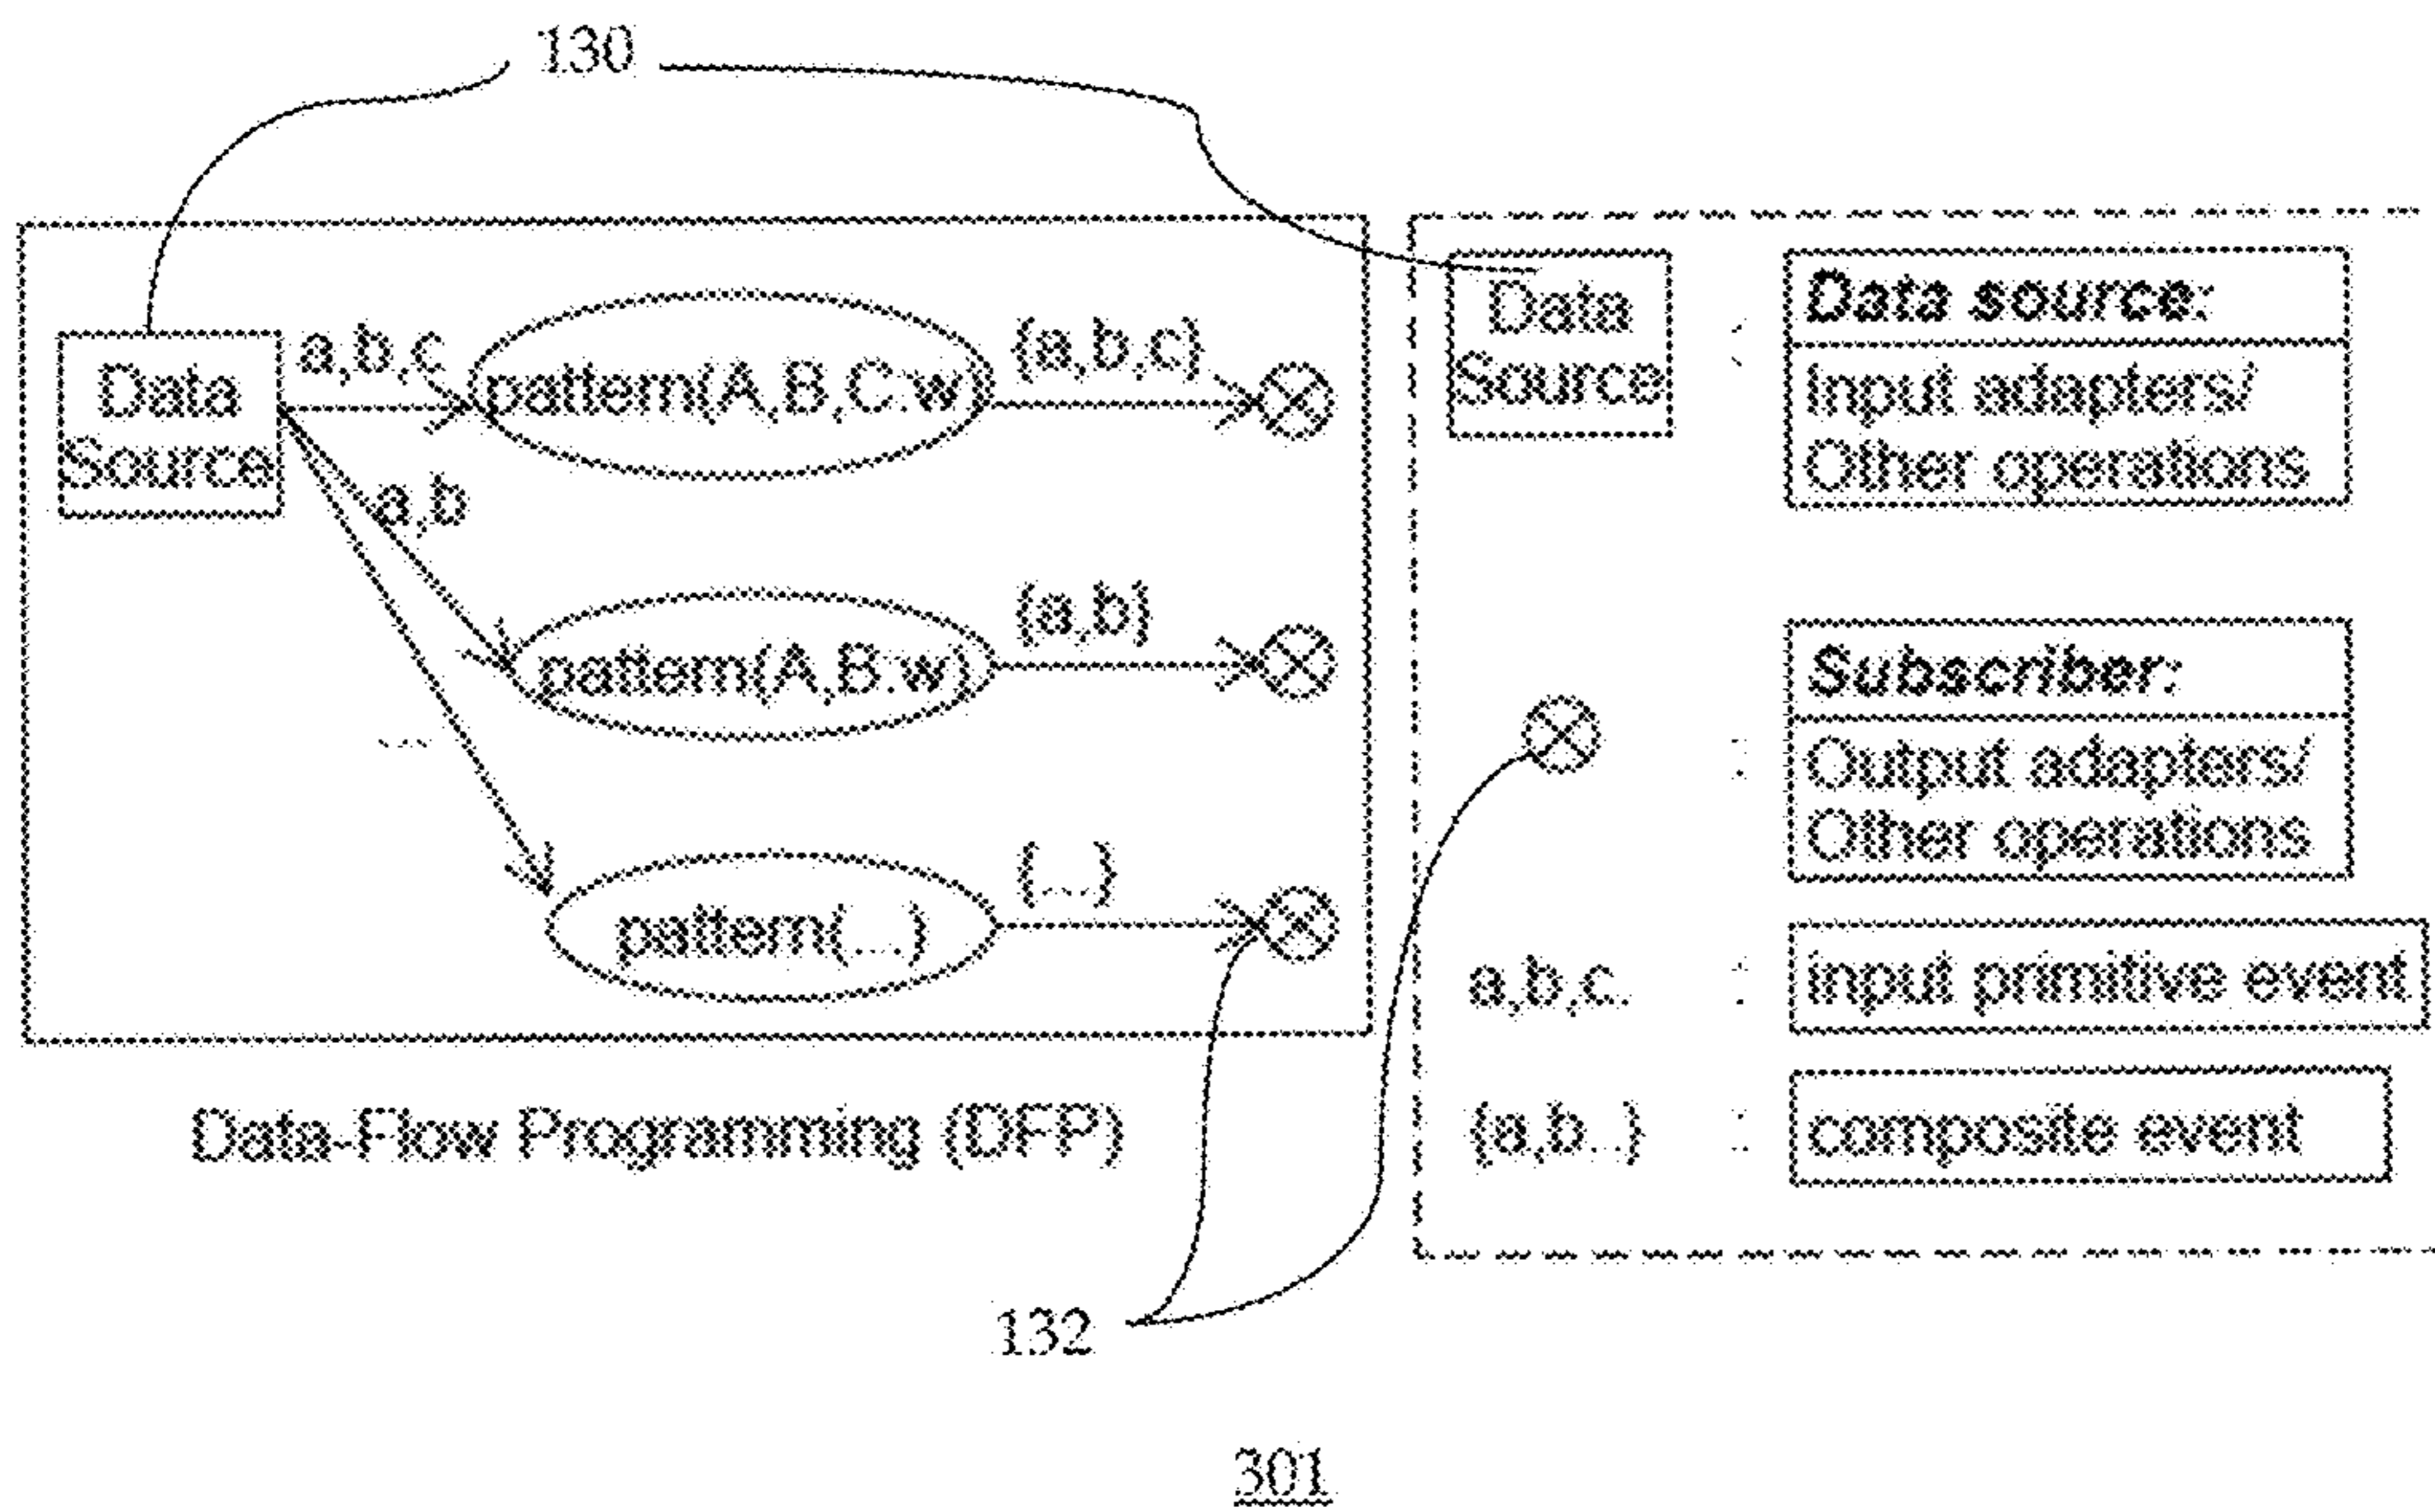 130
Data
Source
a,b,c
pattern(A,B,C:w)
{a,b,c}
a,b
pattern(A,B:w)
{a,b}
...
pattern(...)
{...}
Data-Flow Programming (DFP)
Data
Source
:
Data source:
Input adapters/
Other operations
:
Subscriber:
Output adapters/
Other operations
a,b,c. : input primitive event
{a,b..} : composite event
132
301